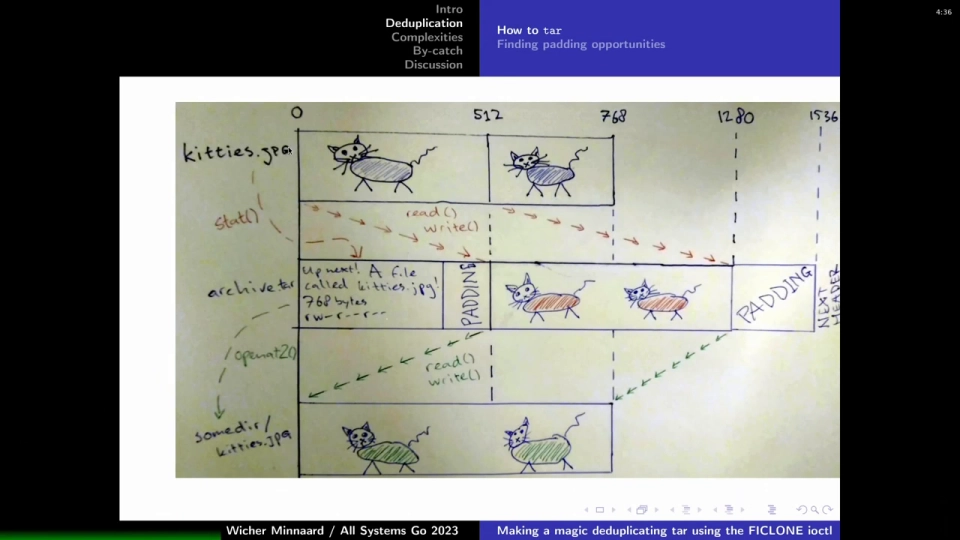 4:36
Intro
Deduplication
Complexities
By-catch
Discussion
How to tar
Finding padding opportunities
0 512 768 1280 1536
kitties.jpg
stat()
read()
write()
archive.tar
Up next! A file
called kitties.jpg!
768 bytes
rw-r--r--
PADDING
PADDING
NEXT
HEADER
openat2()
read()
write()
somedir/
kitties.jpg
Wicher Minnaard / All Systems Go 2023
Making a magic deduplicating tar using the FICLONE ioctl